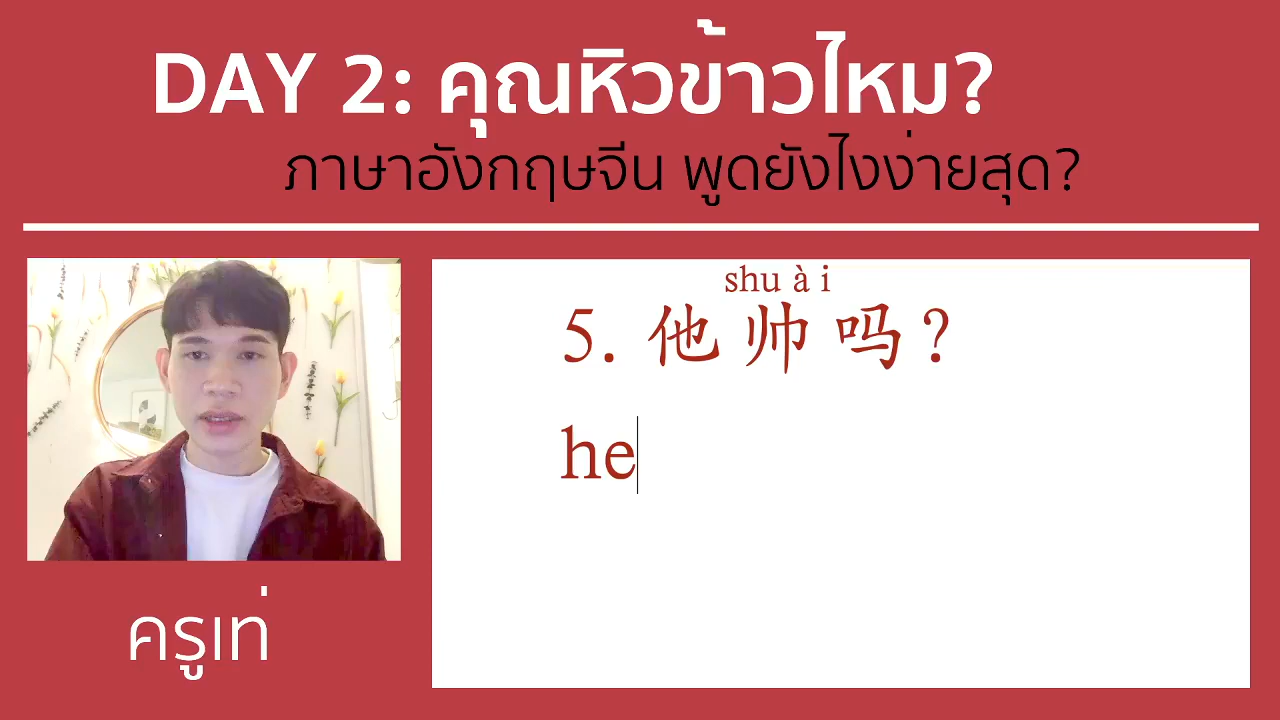 DAY 2: คุณหิวข้าวไหม?
ภาษาอังกฤษจีน พูดยังไงง่ายสุด?
shu à i
5. 他 帅 吗 ?
he
ครูเท่